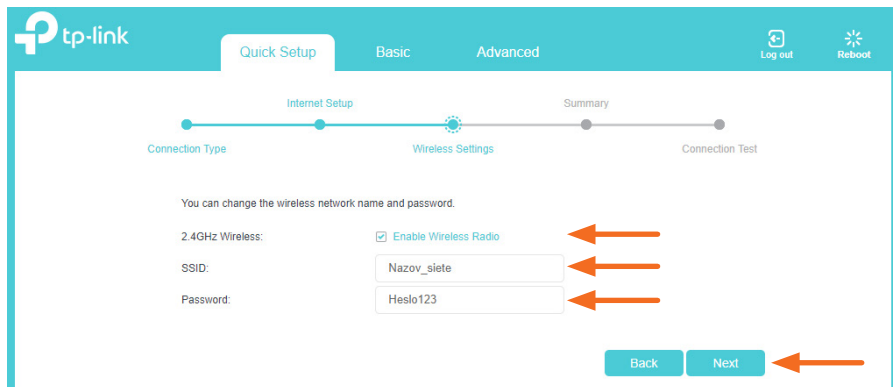 tp-link
Quick Setup Basic Advanced Log out Reboot
Internet Setup Summary
Connection Type Wireless Settings Connection Test
You can change the wireless network name and password.
2.4GHz Wireless: Enable Wireless Radio
SSID: Nazov_siete
Password: Heslo123
Back Next